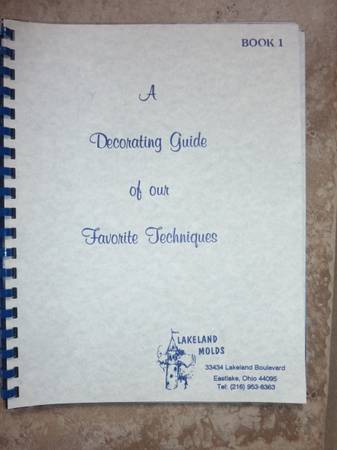 BOOK 1
A
Decorating Guide
of our
Favorite Techniques
LAKELAND
MOLDS
33434 Lakeland Boulevard
Eastlake, Ohio 44095
Tel: (216) 953-8363